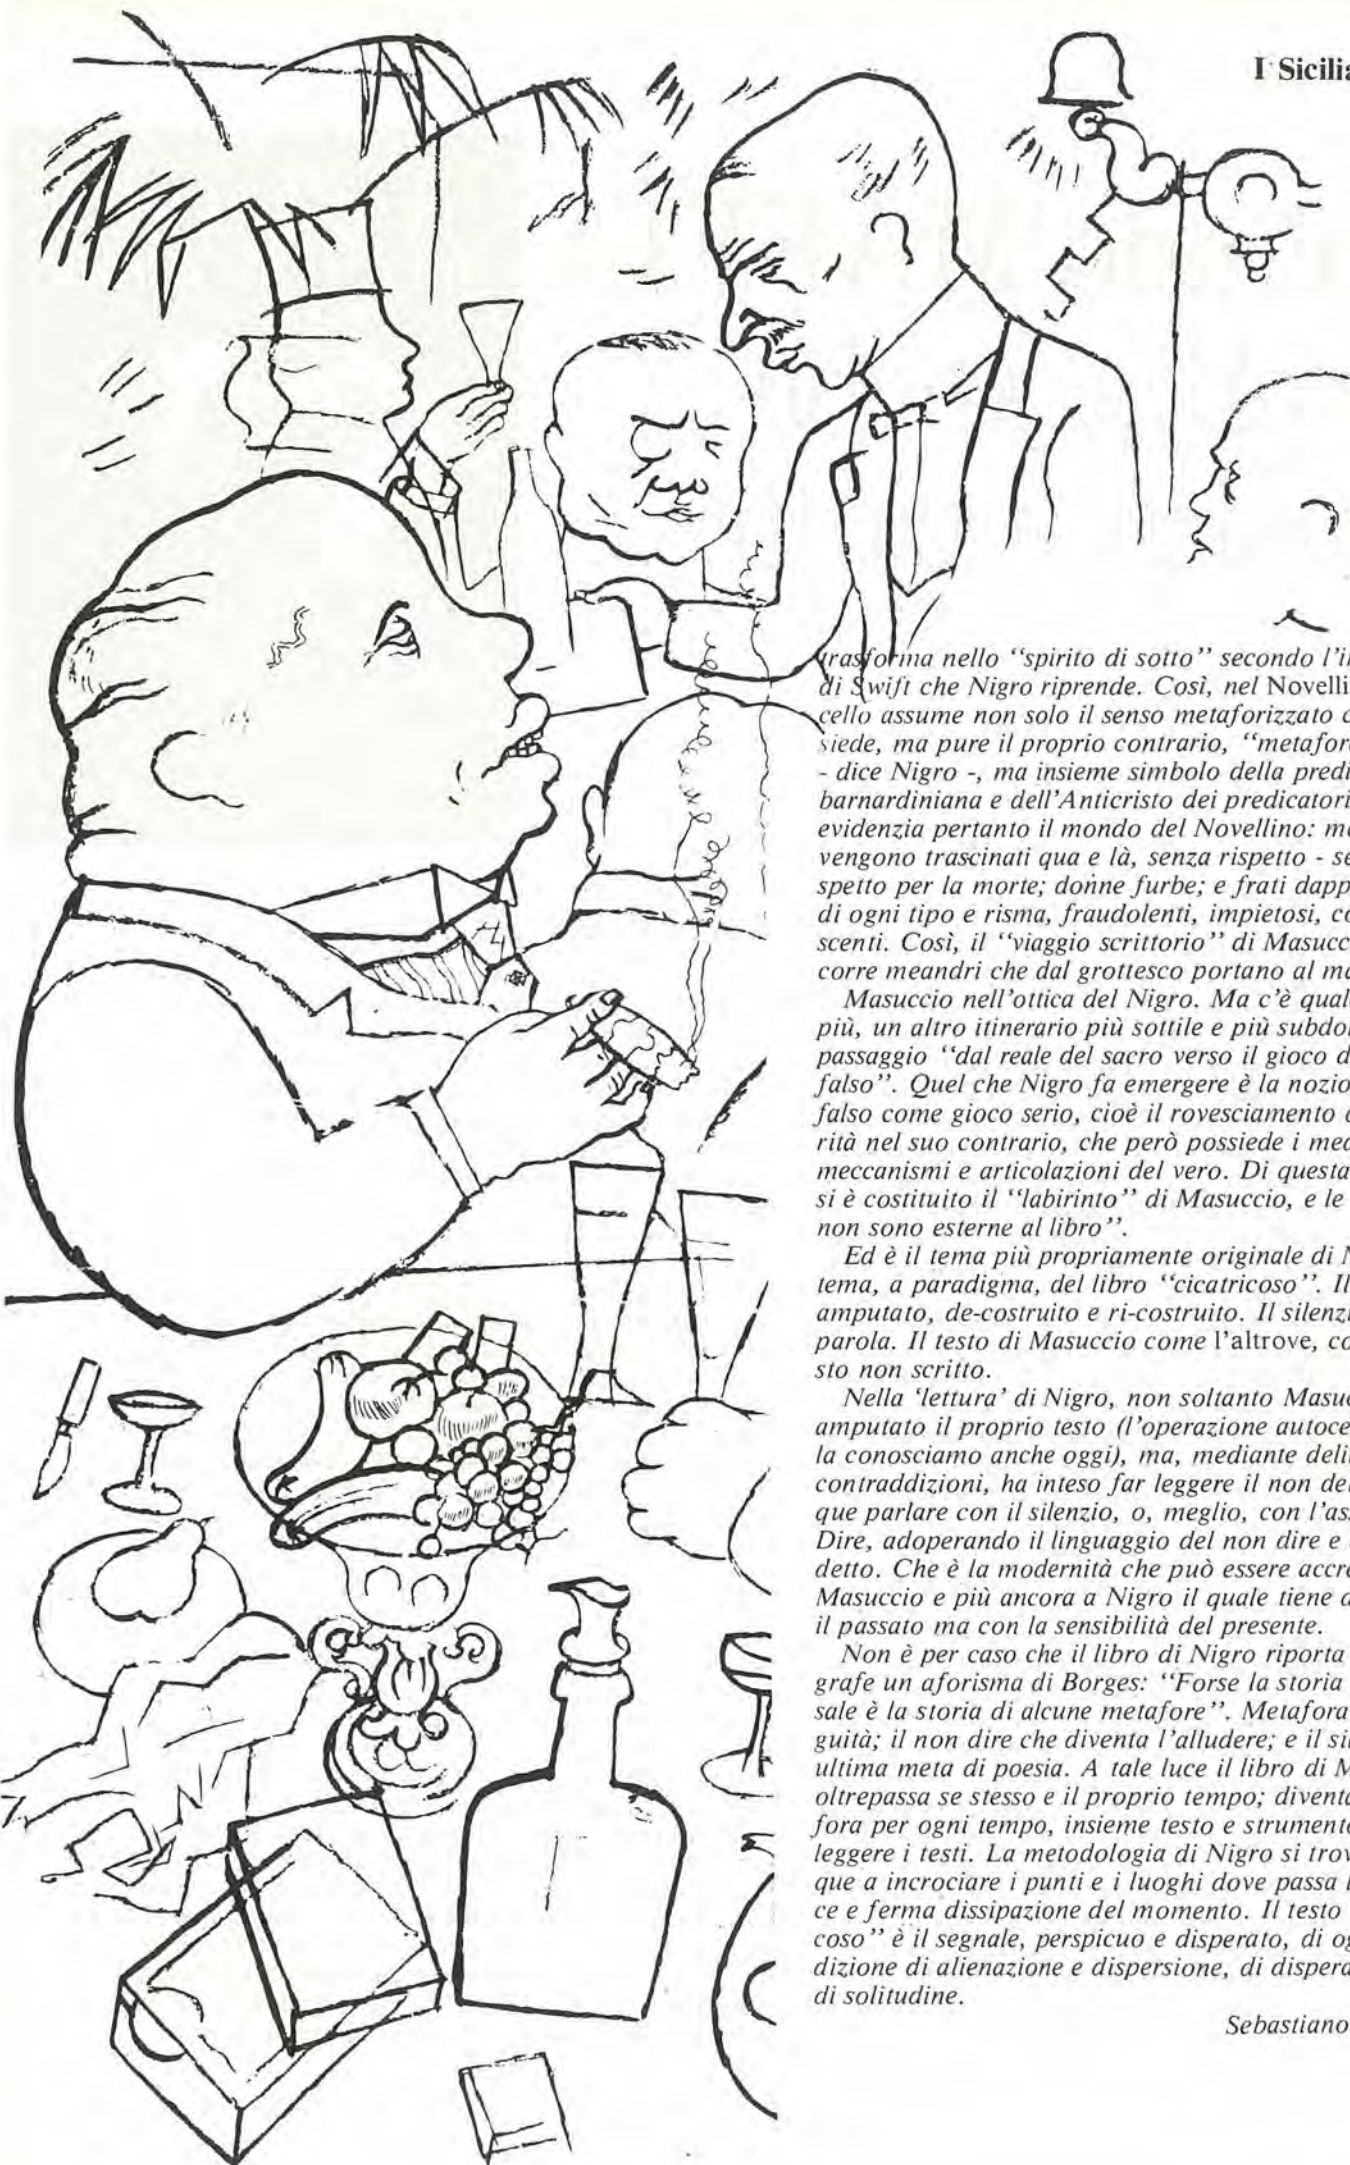 I Sicilia
trasforma nello “spirito di sotto” secondo l'i
di Swift che Nigro riprende. Così, nel Novelli
cello assume non solo il senso metaforizzato
siede, ma pure il proprio contrario, “metafor
- dice Nigro -, ma insieme simbolo della predi
barnardiniana e dell'Anticristo dei predicatori
evidenzia pertanto il mondo del Novellino: m
vengono trascinati qua e là, senza rispetto - se
spetto per la morte; donne furbe; e frati dapp
di ogni tipo e risma, fraudolenti, impietosi, co
scenti. Così, il “viaggio scrittorio” di Masucc
corre meandri che dal grottesco portano al ma
Masuccio nell'ottica del Nigro. Ma c'è qual
più, un altro itinerario più sottile e più subdol
passaggio “dal reale del sacro verso il gioco d
falso”. Quel che Nigro fa emergere è la nozio
falso come gioco serio, cioè il rovesciamento
rità nel suo contrario, che però possiede i med
meccanismi e articolazioni del vero. Di questa
si è costituito il “labirinto” di Masuccio, e le
non sono esterne al libro”.
Ed è il tema più propriamente originale di N
tema, a paradigma, del libro “cicatricoso”. Il
amputato, de-costruito e ri-costruito. Il silenzi
parola. Il testo di Masuccio come l'altrove, co
sto non scritto.
Nella ‘lettura’ di Nigro, non soltanto Masuc
amputato il proprio testo (l'operazione autoce
la conosciamo anche oggi), ma, mediante deli
contraddizioni, ha inteso far leggere il non de
que parlare con il silenzio, o, meglio, con l'as
Dire, adoperando il linguaggio del non dire e
detto. Che è la modernità che può essere accre
Masuccio e più ancora a Nigro il quale tiene d
il passato ma con la sensibilità del presente.
Non è per caso che il libro di Nigro riporta
grafe un aforisma di Borges: “Forse la storia
sale è la storia di alcune metafore”. Metafora
guità; il non dire che diventa l'alludere; e il sil
ultima meta di poesia. A tale luce il libro di M
oltrepassa se stesso e il proprio tempo; diventa
fora per ogni tempo, insieme testo e strumento
leggere i testi. La metodologia di Nigro si trov
que a incrociare i punti e i luoghi dove passa l
ce e ferma dissipazione del momento. Il testo
coso” è il segnale, perspicuo e disperato, di og
dizione di alienazione e dispersione, di dispera
di solitudine.
Sebastiano